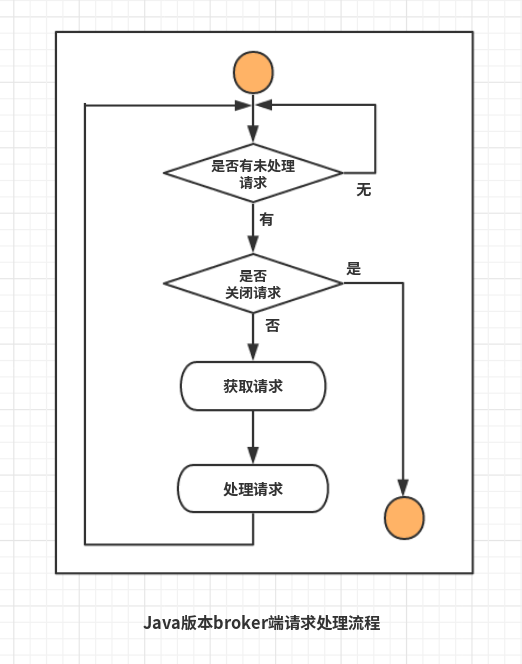 是否有未处理
请求
无
有
是否
关闭请求
是
否
获取请求
处理请求
Java版本broker端请求处理流程